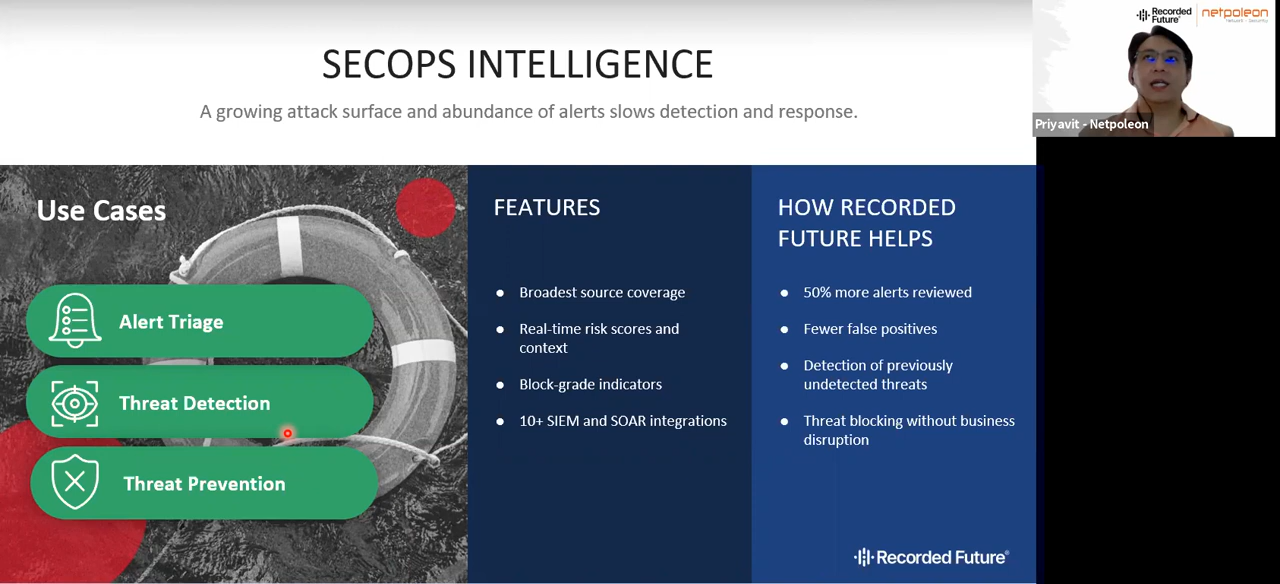 SECOPS INTELLIGENCE
A growing attack surface and abundance of alerts slows detection and response.
Recorded
Future®
netpoleon
Network + Security
Priyavit - Netpoleon
Use Cases
Alert Triage
Threat Detection
Threat Prevention
FEATURES
Broadest source coverage
Real-time risk scores and
context
Block-grade indicators
10+ SIEM and SOAR integrations
HOW RECORDED
FUTURE HELPS
50% more alerts reviewed
Fewer false positives
Detection of previously
undetected threats
Threat blocking without business
disruption
Recorded Future®